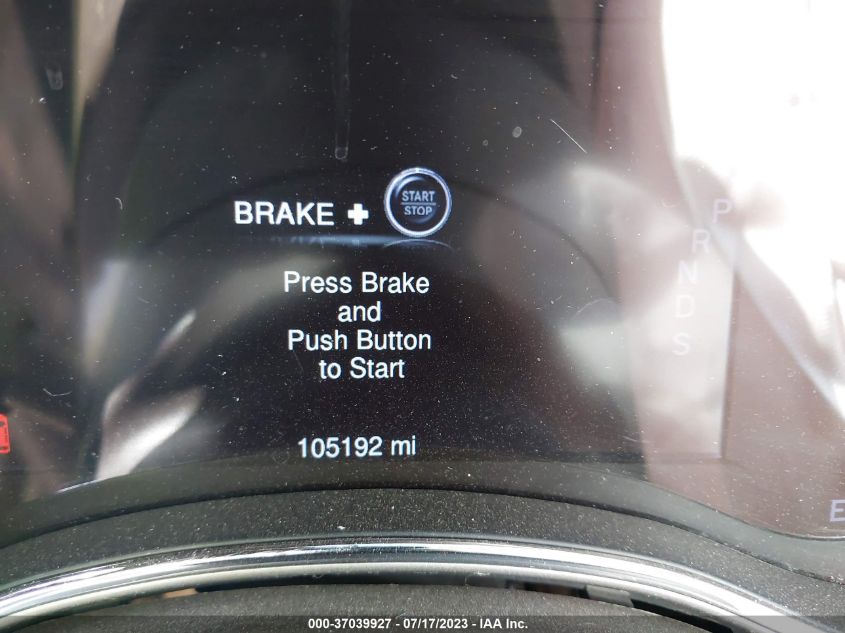 BRAKE + START
STOP
Press Brake
and
Push Button
to Start
105192 mi
P
R
N
D
S
E
000-37039927 - 07/17/2023 - IAA Inc.